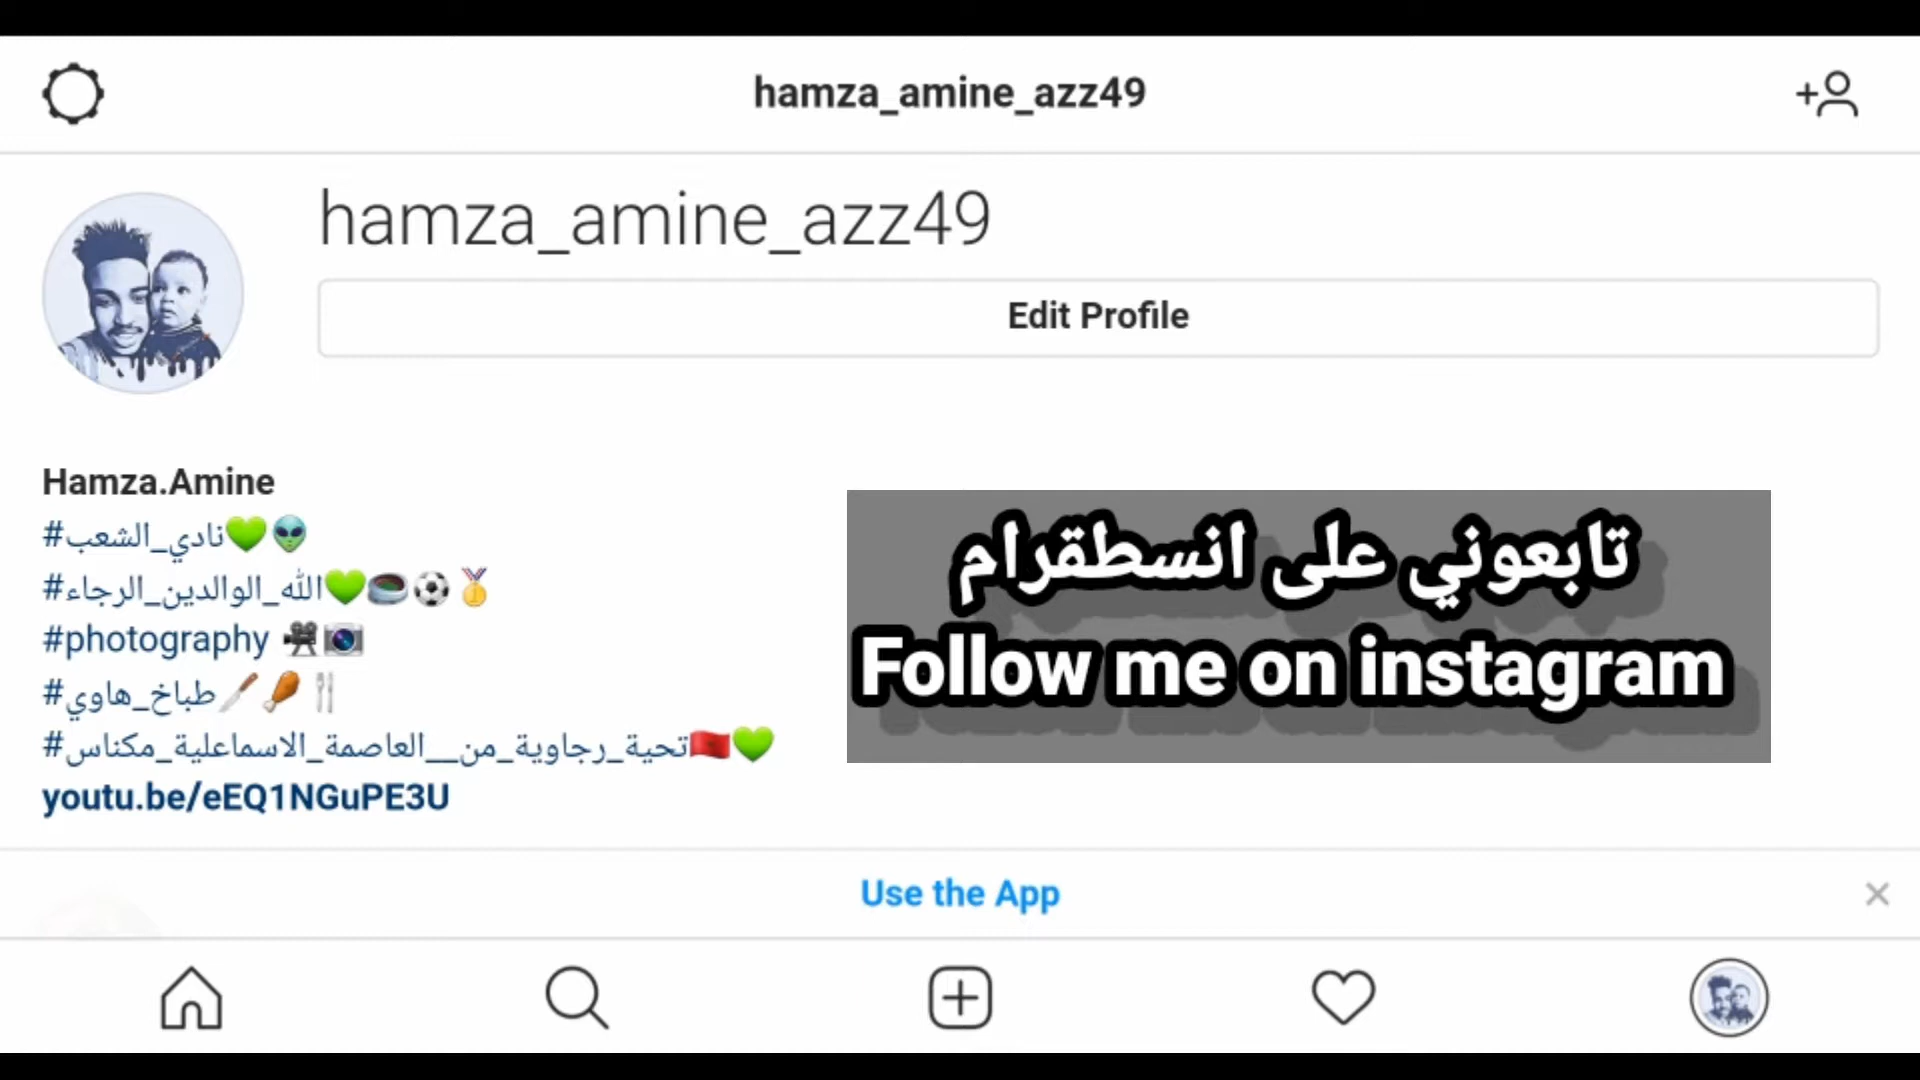 hamza_amine_azz49
hamza_amine_azz49
Edit Profile
Hamza.Amine
#نادي_الشعب💚👽
#الله_الوالدين_الرجاء💚🏟️⚽🏅
#photography 🎥📷
#طباخ_هاوي🔪🍗🍴
#تحية_رجاوية_من__العاصمة_الاسماعلية_مكناس🇲🇦💚
youtu.be/eEQ1NGuPE3U
تابعوني على انسطقرام
Follow me on instagram
Use the App